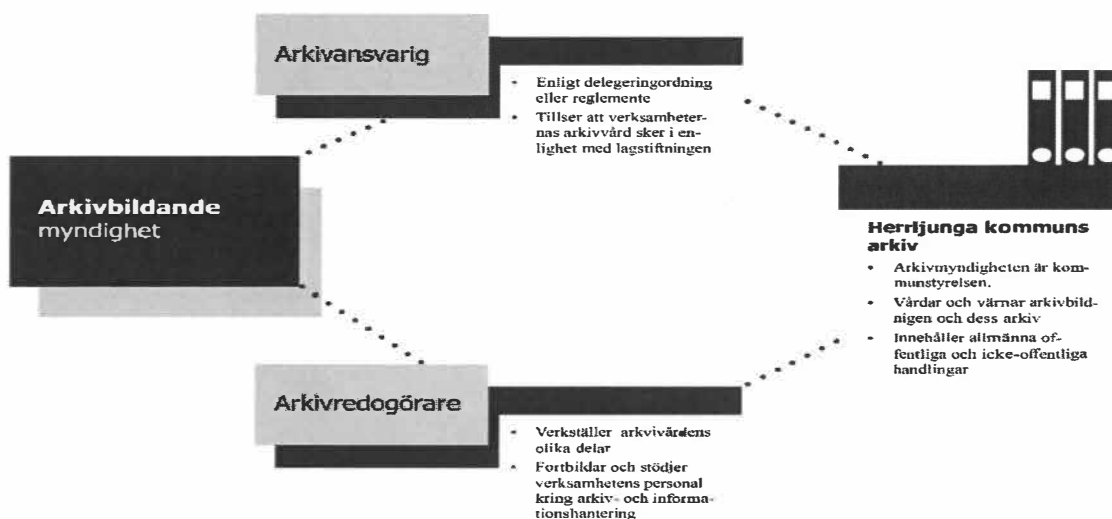 Arkivansvarig
• Enligt delegeringordning
eller reglemente
• Tillser att verksamheter-
nas arkivvård sker i en-
lighet med lagstiftningen
Arkivbildande
myndighet
Herrljunga kommuns
arkiv
• Arkivmyndigheten är kom-
munstyrelsen.
• Vårdar och värnar arkivbild-
nigen och dess arkiv
• Innehåller allmänna of-
fentliga och icke-offentliga
handlingar
Arkivredogörare
• Verkställer arkvivårdens
olika delar
• Fortbildar och stödjer
verksamhetens personal
kring arkiv- och informa-
tionshantering